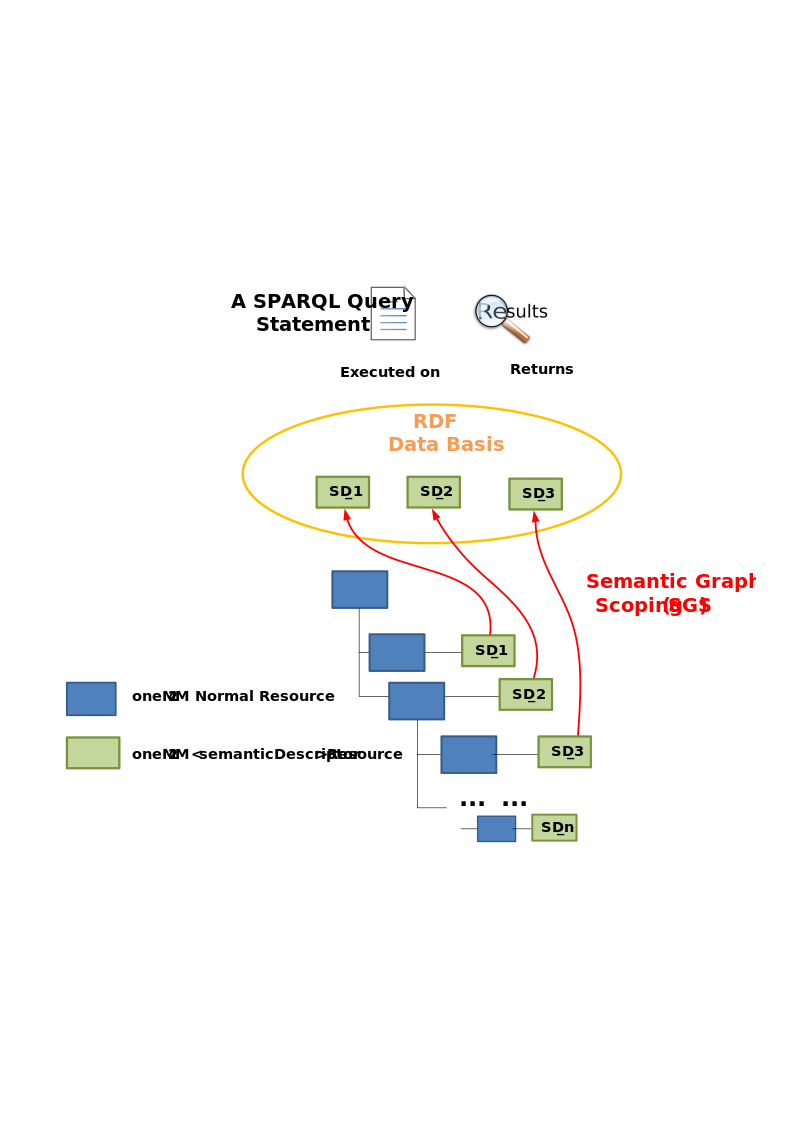 A SPARQL Query
Statement
Results
Executed on
Returns
RDF
Data Basis
SD_1
SD_2
SD_3
Semantic Graph
Scoping (SGS)
SD_1
SD_2
oneM2M Normal Resource
SD_3
oneM2M <semanticDescriptor> Resource
... ...
SD_n